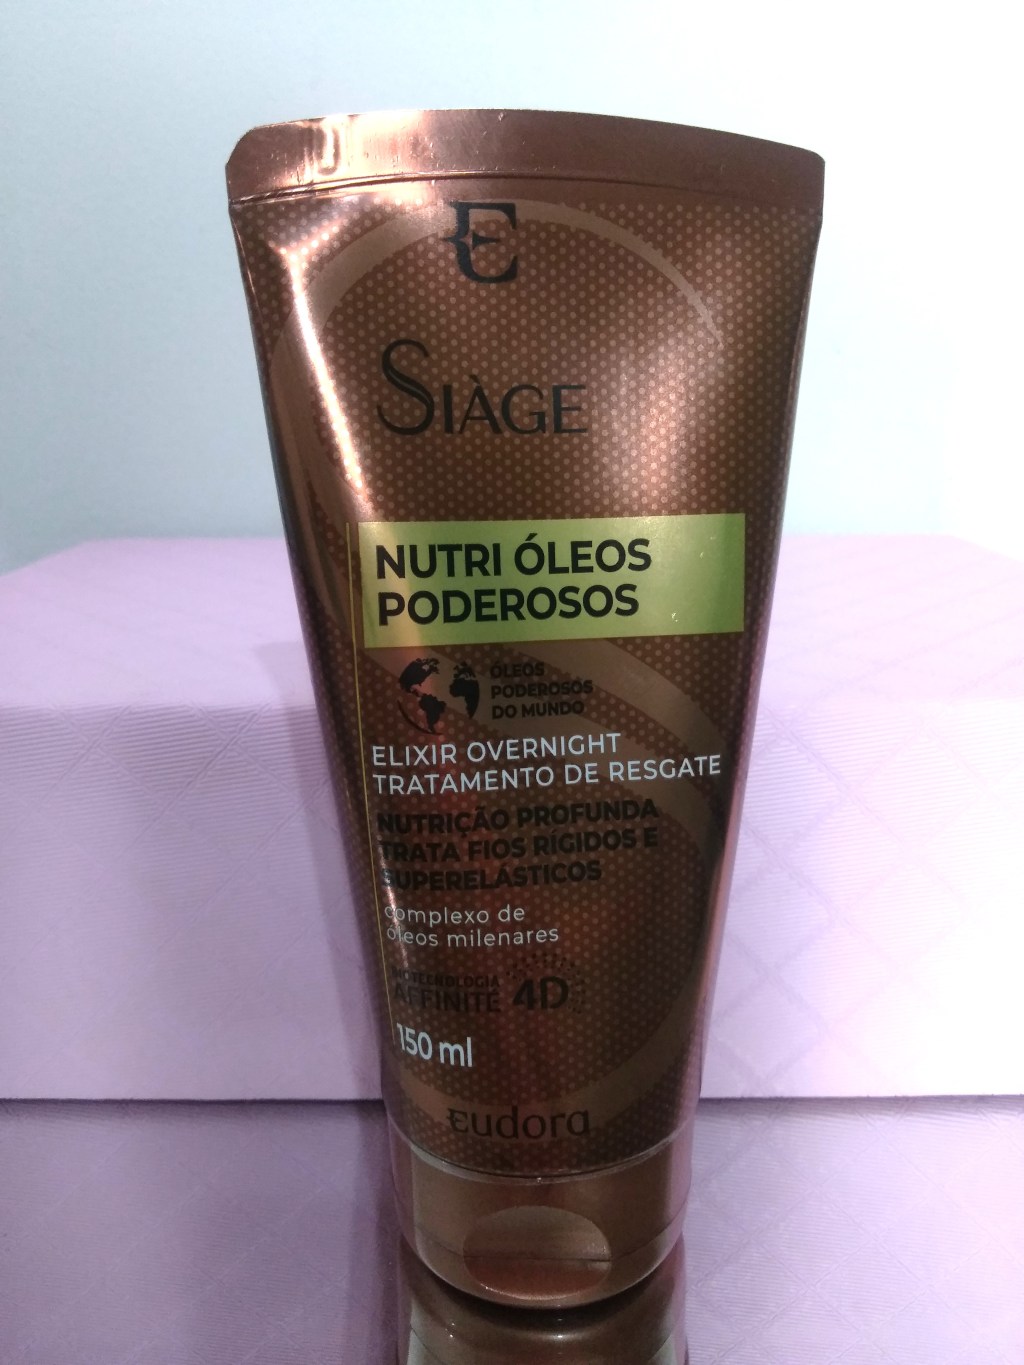 E
SIÀGE
NUTRI ÓLEOS
PODEROSOS
ÓLEOS
PODEROSOS
DO MUNDO
ELIXIR OVERNIGHT
TRATAMENTO DE RESGATE
NUTRIÇÃO PROFUNDA
TRATA FIOS RÍGIDOS E
SUPERELÁSTICOS
complexo de
óleos milenares
BIOTECNOLOGIA
AFFINITÉ 4D
150 ml
eudora